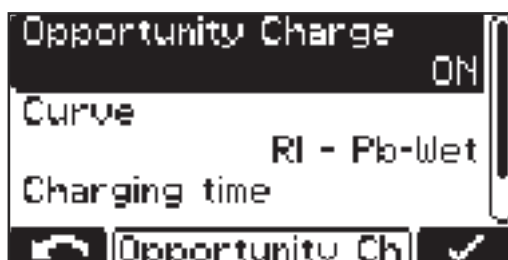 Opportunity Charge
ON
Curve
RI - Pb-Wet
Charging time
Opportunity Ch